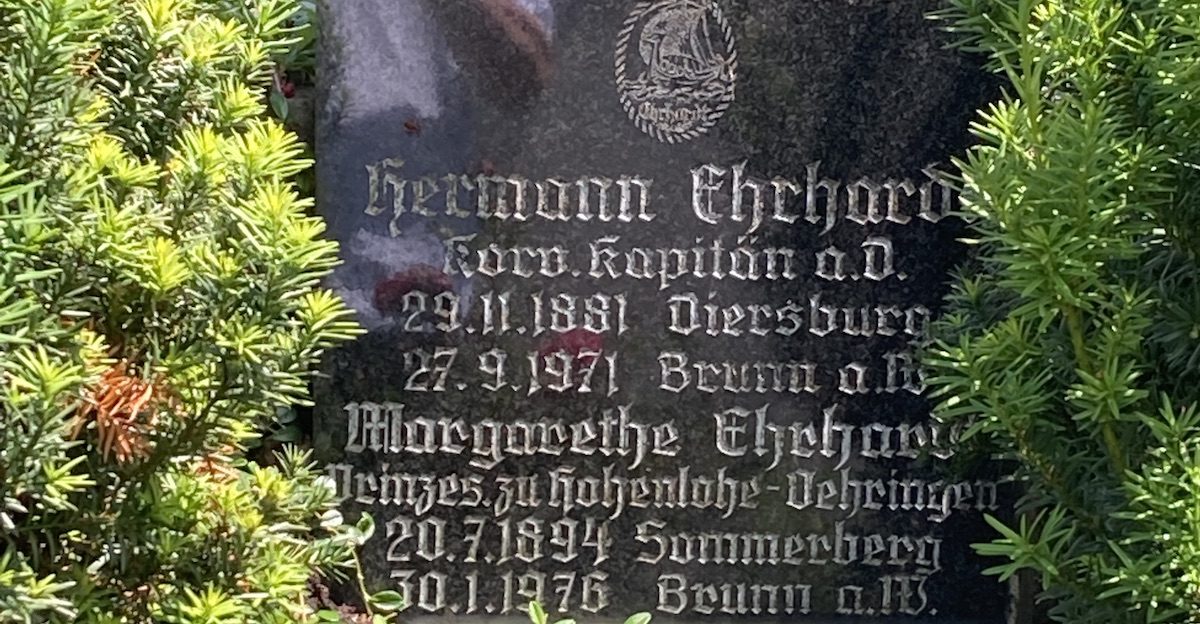 Ehrhardt
Hermann Ehrhardt
Korv. Kapitän a.D.
29.11.1881 Diersburg
27.9.1971 Brunn a.W.
Margarethe Ehrhardt
Prinzes. zu Hohenlohe-Oehringen
20.7.1894 Sommerberg
30.1.1976 Brunn a.W.